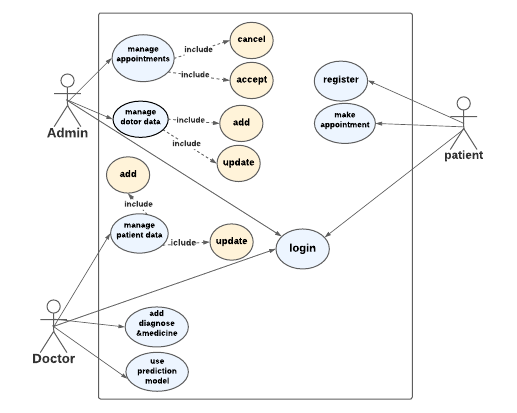 cancel
manage
appointments
include
include
accept
register
Admin
manage
dotor data
include
add
make
appointment
include
update
patient
add
include
manage
patient data
iclude
update
login
add
diagnose
&medicine
Doctor
use
prediction
model